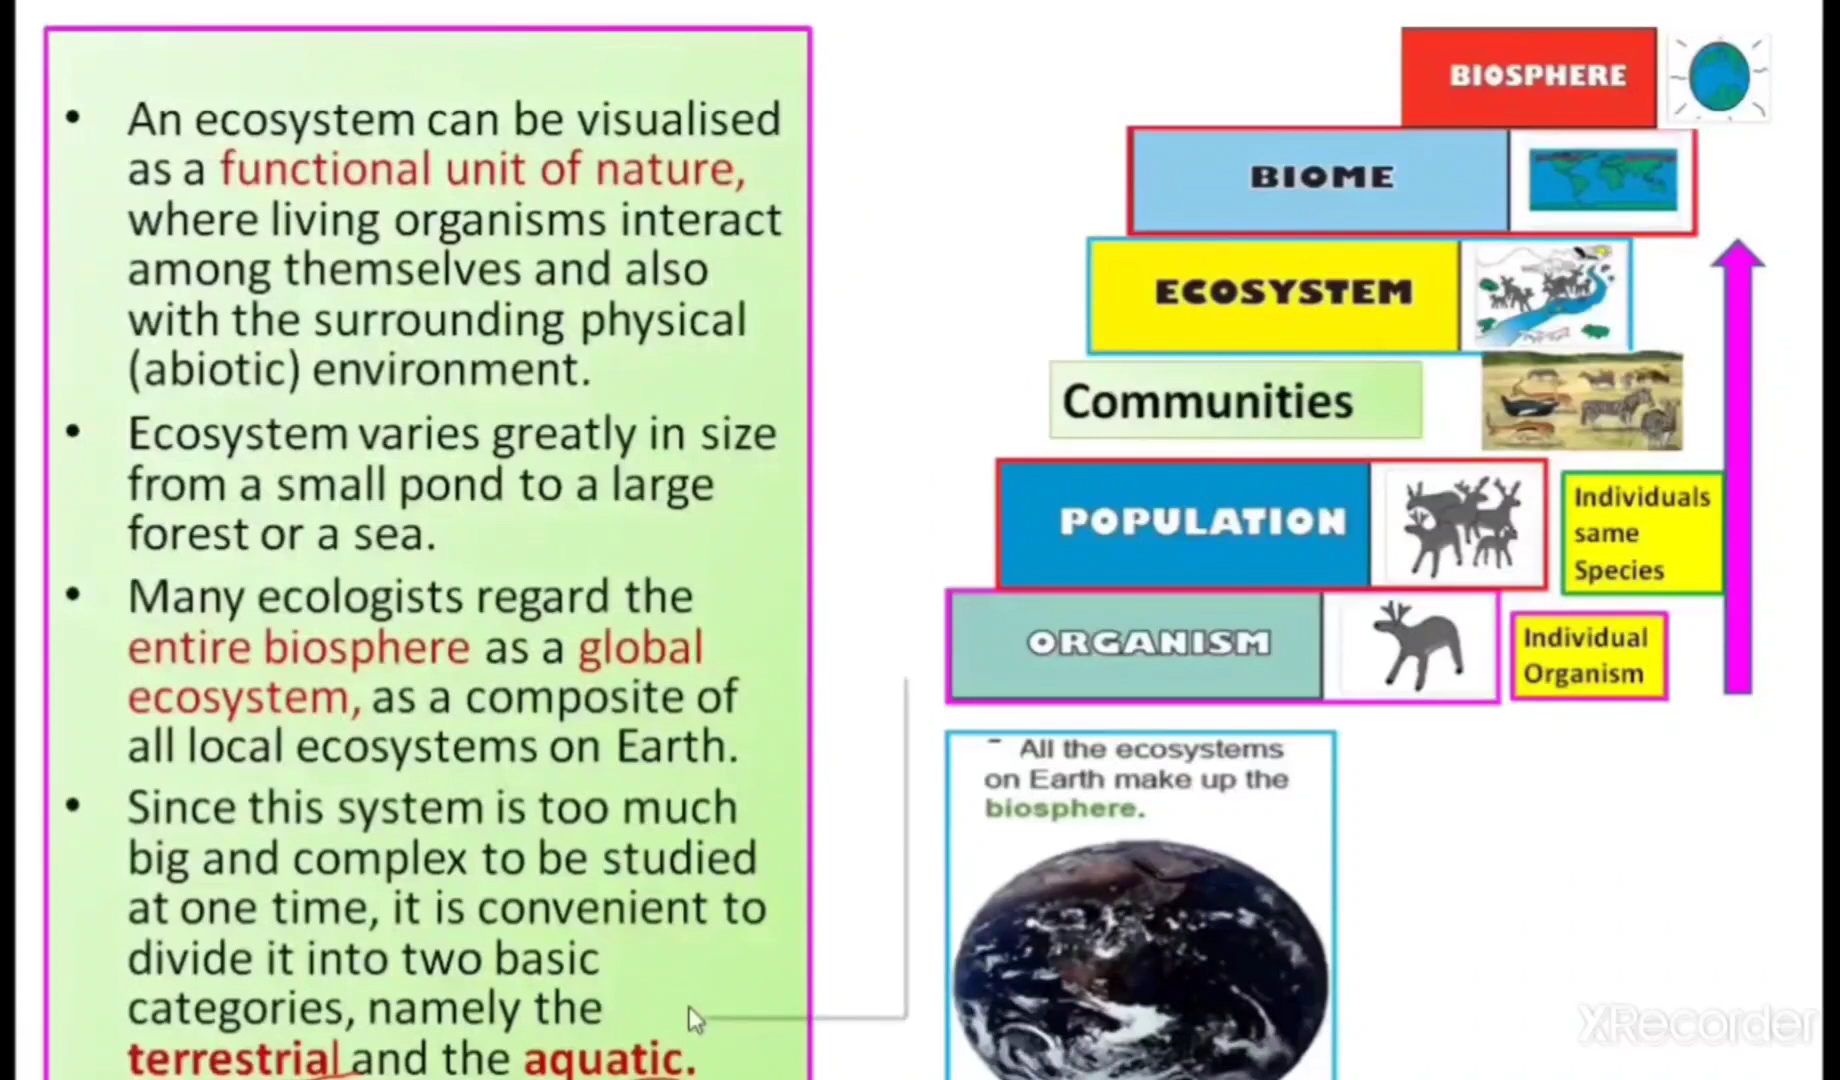 • An ecosystem can be visualised
as a functional unit of nature,
where living organisms interact
among themselves and also
with the surrounding physical
(abiotic) environment.
• Ecosystem varies greatly in size
from a small pond to a large
forest or a sea.
• Many ecologists regard the
entire biosphere as a global
ecosystem, as a composite of
all local ecosystems on Earth.
• Since this system is too much
big and complex to be studied
at one time, it is convenient to
divide it into two basic
categories, namely the
terrestrial and the aquatic.
BIOSPHERE
BIOME
ECOSYSTEM
Communities
POPULATION
Individuals
same
Species
ORGANISM
Individual
Organism
- All the ecosystems
on Earth make up the
biosphere.
XRecorder